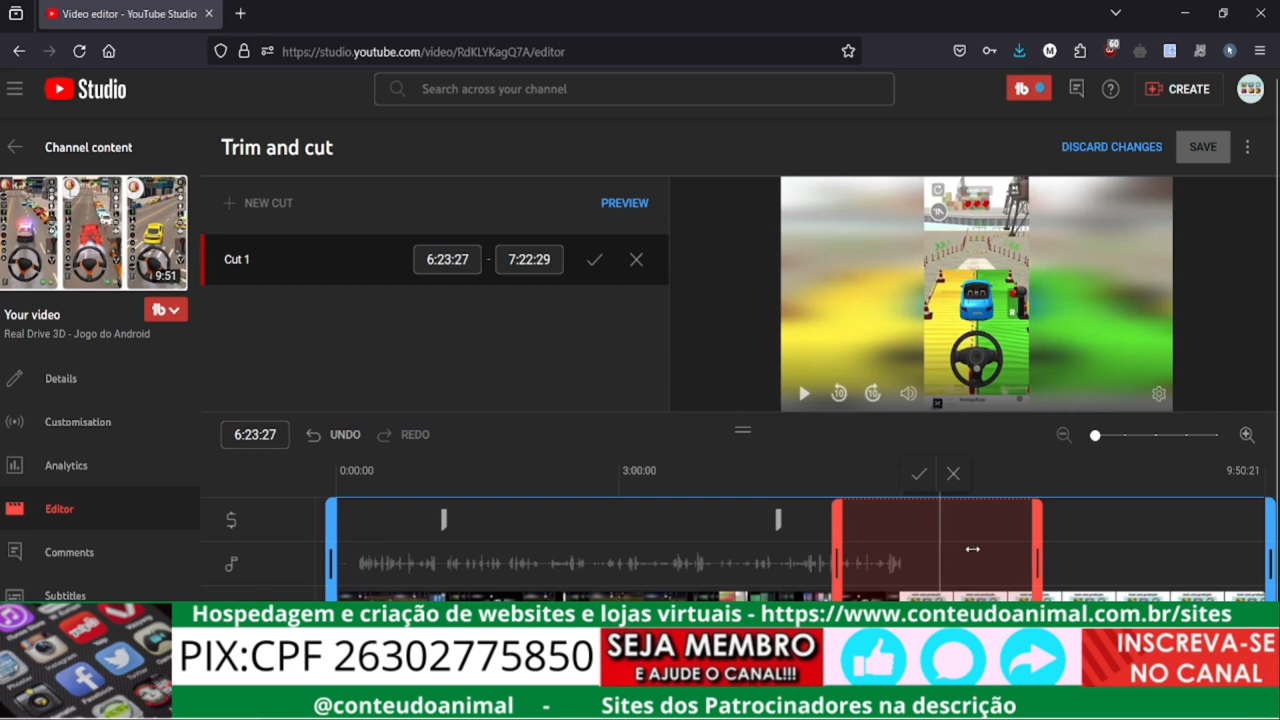 Video editor - YouTube Studio
https://studio.youtube.com/video/RdKLYKagQ7A/editor
60
M
Studio
Search across your channel
CREATE
Channel content
Trim and cut
DISCARD CHANGES
SAVE
NEW CUT
PREVIEW
Cut 1
6:23:27 - 7:22:29
9:51
Your video
Real Drive 3D - Jogo do Android
Details
Customisation
Analytics
Editor
Comments
Subtitles
R
10
10
6:23:27
UNDO
REDO
0:00:00
3:00:00
9:50:21
Hospedagem e criação de websites e lojas virtuais - https://www.conteudoanimal.com.br/sites
PIX:CPF 26302775850
SEJA MEMBRO
E AJUDE O CANAL!!!
INSCREVA-SE
NO CANAL
@conteudoanimal - Sites dos Patrocinadores na descrição